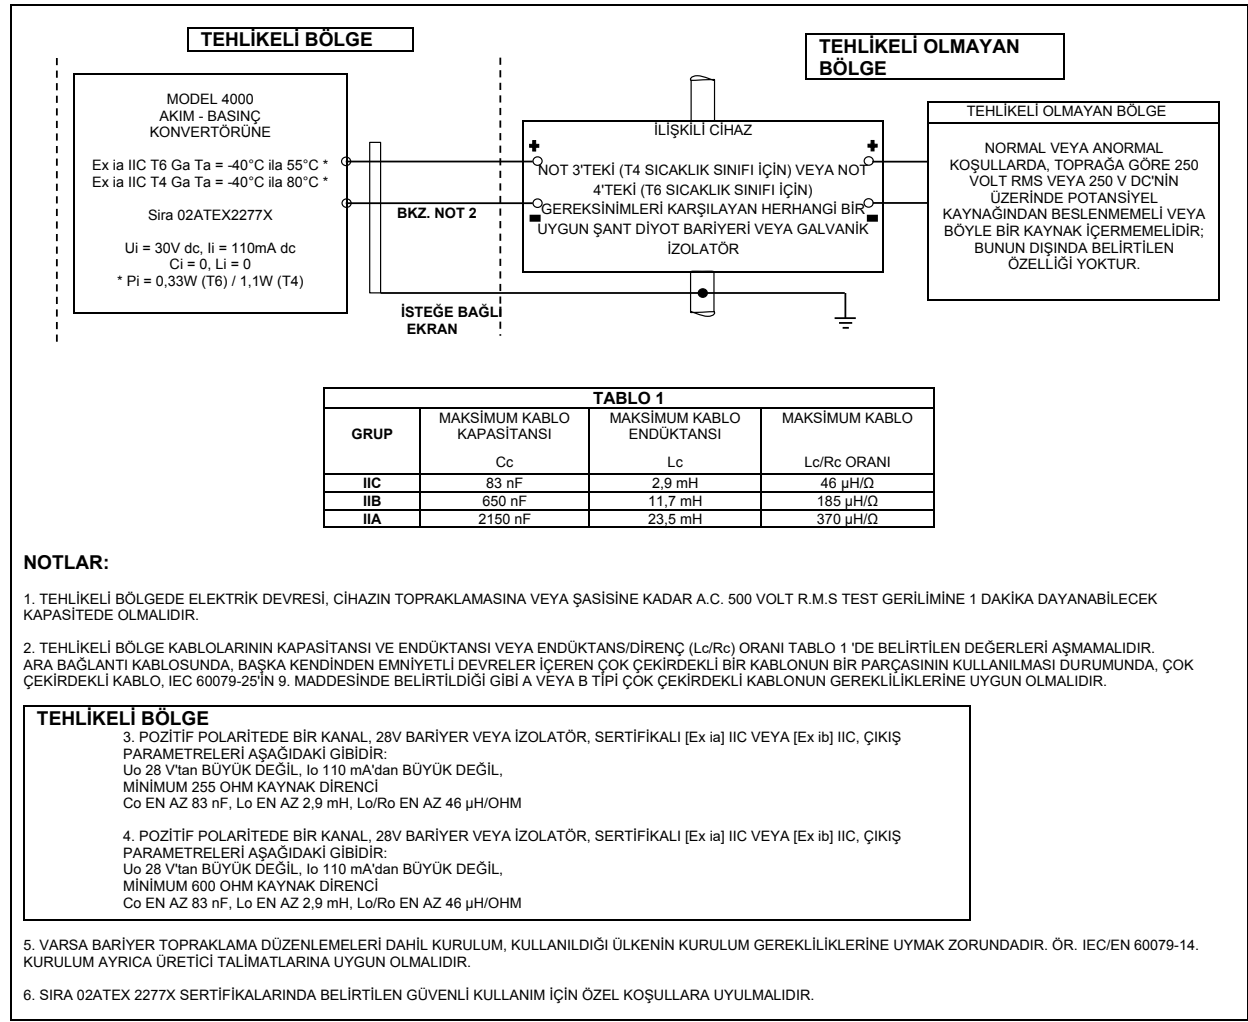 TEHLİKELİ BÖLGE
TEHLİKELİ OLMAYAN
BÖLGE
MODEL 4000
AKIM - BASINÇ
KONVERTÖRÜNE
Ex ia IIC T6 Ga Ta = -40°C ila 55°C *
Ex ia IIC T4 Ga Ta = -40°C ila 80°C *
Sira 02ATEX2277X
Ui = 30V dc, Ii = 110mA dc
Ci = 0, Li = 0
* Pi = 0,33W (T6) / 1,1W (T4)
BKZ. NOT 2
İSTEĞE BAĞLI
EKRAN
İLİŞKİLİ CİHAZ
NOT 3'TEKİ (T4 SICAKLIK SINIFI İÇİN) VEYA NOT
4'TEKİ (T6 SICAKLIK SINIFI İÇİN)
GEREKSİNİMLERİ KARŞILAYAN HERHANGİ BİR
UYGUN ŞANT DİYOT BARİYERİ VEYA GALVANİK
İZOLATÖR
TEHLİKELİ OLMAYAN BÖLGE
NORMAL VEYA ANORMAL
KOŞULLARDA, TOPRAĞA GÖRE 250
VOLT RMS VEYA 250 V DC'NİN
ÜZERİNDE POTANSİYEL
KAYNAĞINDAN BESLENMEMELİ VEYA
BÖYLE BİR KAYNAK İÇERMEMELİDİR;
BUNUN DIŞINDA BELİRTİLEN
ÖZELLİĞİ YOKTUR.
TABLO 1
GRUP MAKSİMUM KABLO KAPASİTANSI Cc MAKSİMUM KABLO ENDÜKTANSI Lc MAKSİMUM KABLO Lc/Rc ORANI
IIC 83 nF 2,9 mH 46 µH/Ω
IIB 650 nF 11,7 mH 185 µH/Ω
IIA 2150 nF 23,5 mH 370 µH/Ω
NOTLAR:
1. TEHLİKELİ BÖLGEDE ELEKTRİK DEVRESİ, CİHAZIN TOPRAKLAMASINA VEYA ŞASİSİNE KADAR A.C. 500 VOLT R.M.S TEST GERİLİMİNE 1 DAKİKA DAYANABİLECEK
KAPASİTEDE OLMALIDIR.
2. TEHLİKELİ BÖLGE KABLOLARININ KAPASİTANSI VE ENDÜKTANSI VEYA ENDÜKTANS/DİRENÇ (Lc/Rc) ORANI TABLO 1 'DE BELİRTİLEN DEĞERLERİ AŞMAMALIDIR.
ARA BAĞLANTI KABLOSUNDA, BAŞKA KENDİNDEN EMNİYETLİ DEVRELER İÇEREN ÇOK ÇEKİRDEKLİ BİR KABLONUN BİR PARÇASININ KULLANILMASI DURUMUNDA, ÇOK
ÇEKİRDEKLİ KABLO, IEC 60079-25'İN 9. MADDESİNDE BELİRTİLDİĞİ GİBİ A VEYA B TİPİ ÇOK ÇEKİRDEKLİ KABLONUN GEREKLİLİKLERİNE UYGUN OLMALIDIR.
TEHLİKELİ BÖLGE
3. POZİTİF POLARİTEDE BİR KANAL, 28V BARİYER VEYA İZOLATÖR, SERTİFİKALI [Ex ia] IIC VEYA [Ex ib] IIC, ÇIKIŞ
PARAMETRELERİ AŞAĞIDAKİ GİBİDİR:
Uo 28 V'tan BÜYÜK DEĞİL, Io 110 mA'dan BÜYÜK DEĞİL,
MİNİMUM 255 OHM KAYNAK DİRENCİ
Co EN AZ 83 nF, Lo EN AZ 2,9 mH, Lo/Ro EN AZ 46 µH/OHM
4. POZİTİF POLARİTEDE BİR KANAL, 28V BARİYER VEYA İZOLATÖR, SERTİFİKALI [Ex ia] IIC VEYA [Ex ib] IIC, ÇIKIŞ
PARAMETRELERİ AŞAĞIDAKİ GİBİDİR:
Uo 28 V'tan BÜYÜK DEĞİL, Io 110 mA'dan BÜYÜK DEĞİL,
MİNİMUM 600 OHM KAYNAK DİRENCİ
Co EN AZ 83 nF, Lo EN AZ 2,9 mH, Lo/Ro EN AZ 46 µH/OHM
5. VARSA BARİYER TOPRAKLAMA DÜZENLEMELERİ DAHİL KURULUM, KULLANILDIĞI ÜLKENİN KURULUM GEREKLİLİKLERİNE UYMAK ZORUNDADIR. ÖR. IEC/EN 60079-14.
KURULUM AYRICA ÜRETİCİ TALİMATLARINA UYGUN OLMALIDIR.
6. SIRA 02ATEX 2277X SERTİFİKALARINDA BELİRTİLEN GÜVENLİ KULLANIM İÇİN ÖZEL KOŞULLARA UYULMALIDIR.